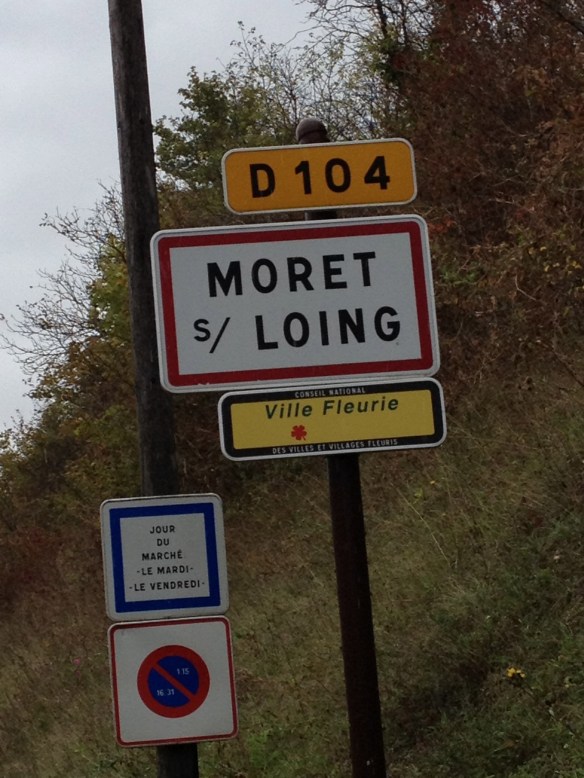 D 104
MORET
S/ LOING
CONSEIL NATIONAL
Ville Fleurie
DES VILLES ET VILLAGES FLEURIS
JOUR
DU
MARCHÉ
-LE MARDI-
-LE VENDREDI-
1 15
16 31